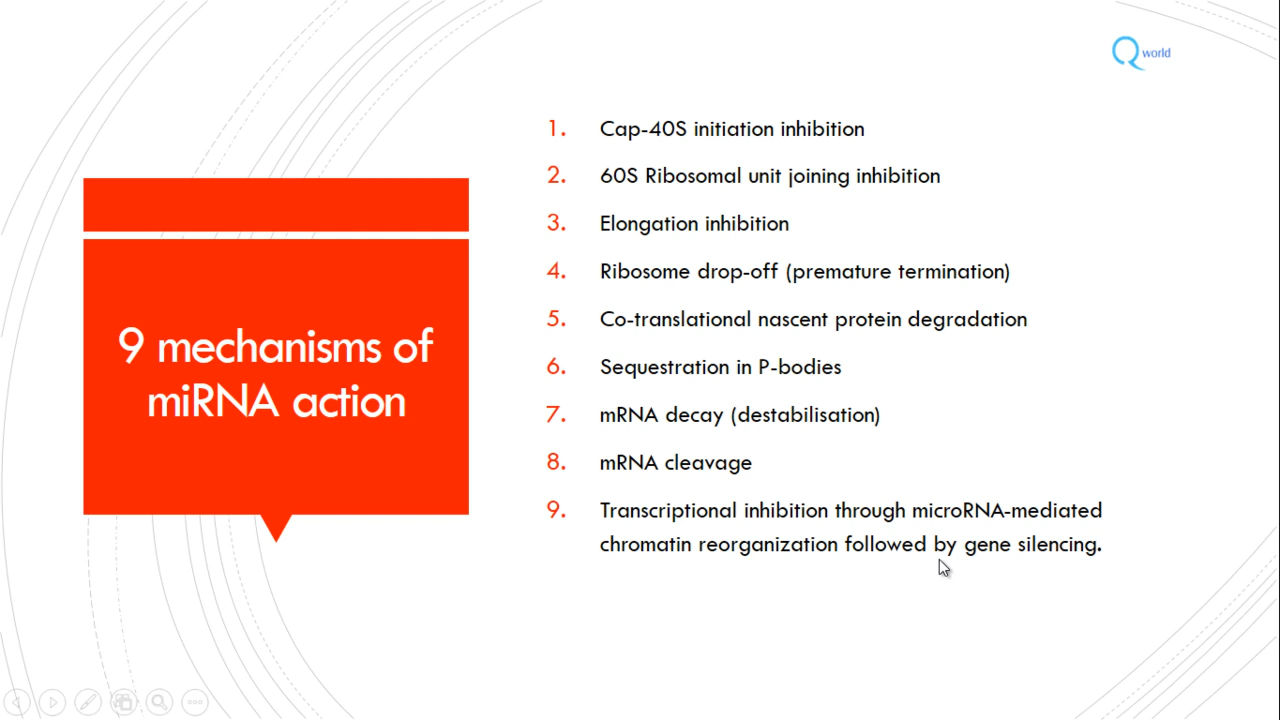 Q world
1. Cap-40S initiation inhibition
2. 60S Ribosomal unit joining inhibition
3. Elongation inhibition
4. Ribosome drop-off (premature termination)
5. Co-translational nascent protein degradation
6. Sequestration in P-bodies
7. mRNA decay (destabilisation)
8. mRNA cleavage
9. Transcriptional inhibition through microRNA-mediated
chromatin reorganization followed by gene silencing.
9 mechanisms of
miRNA action